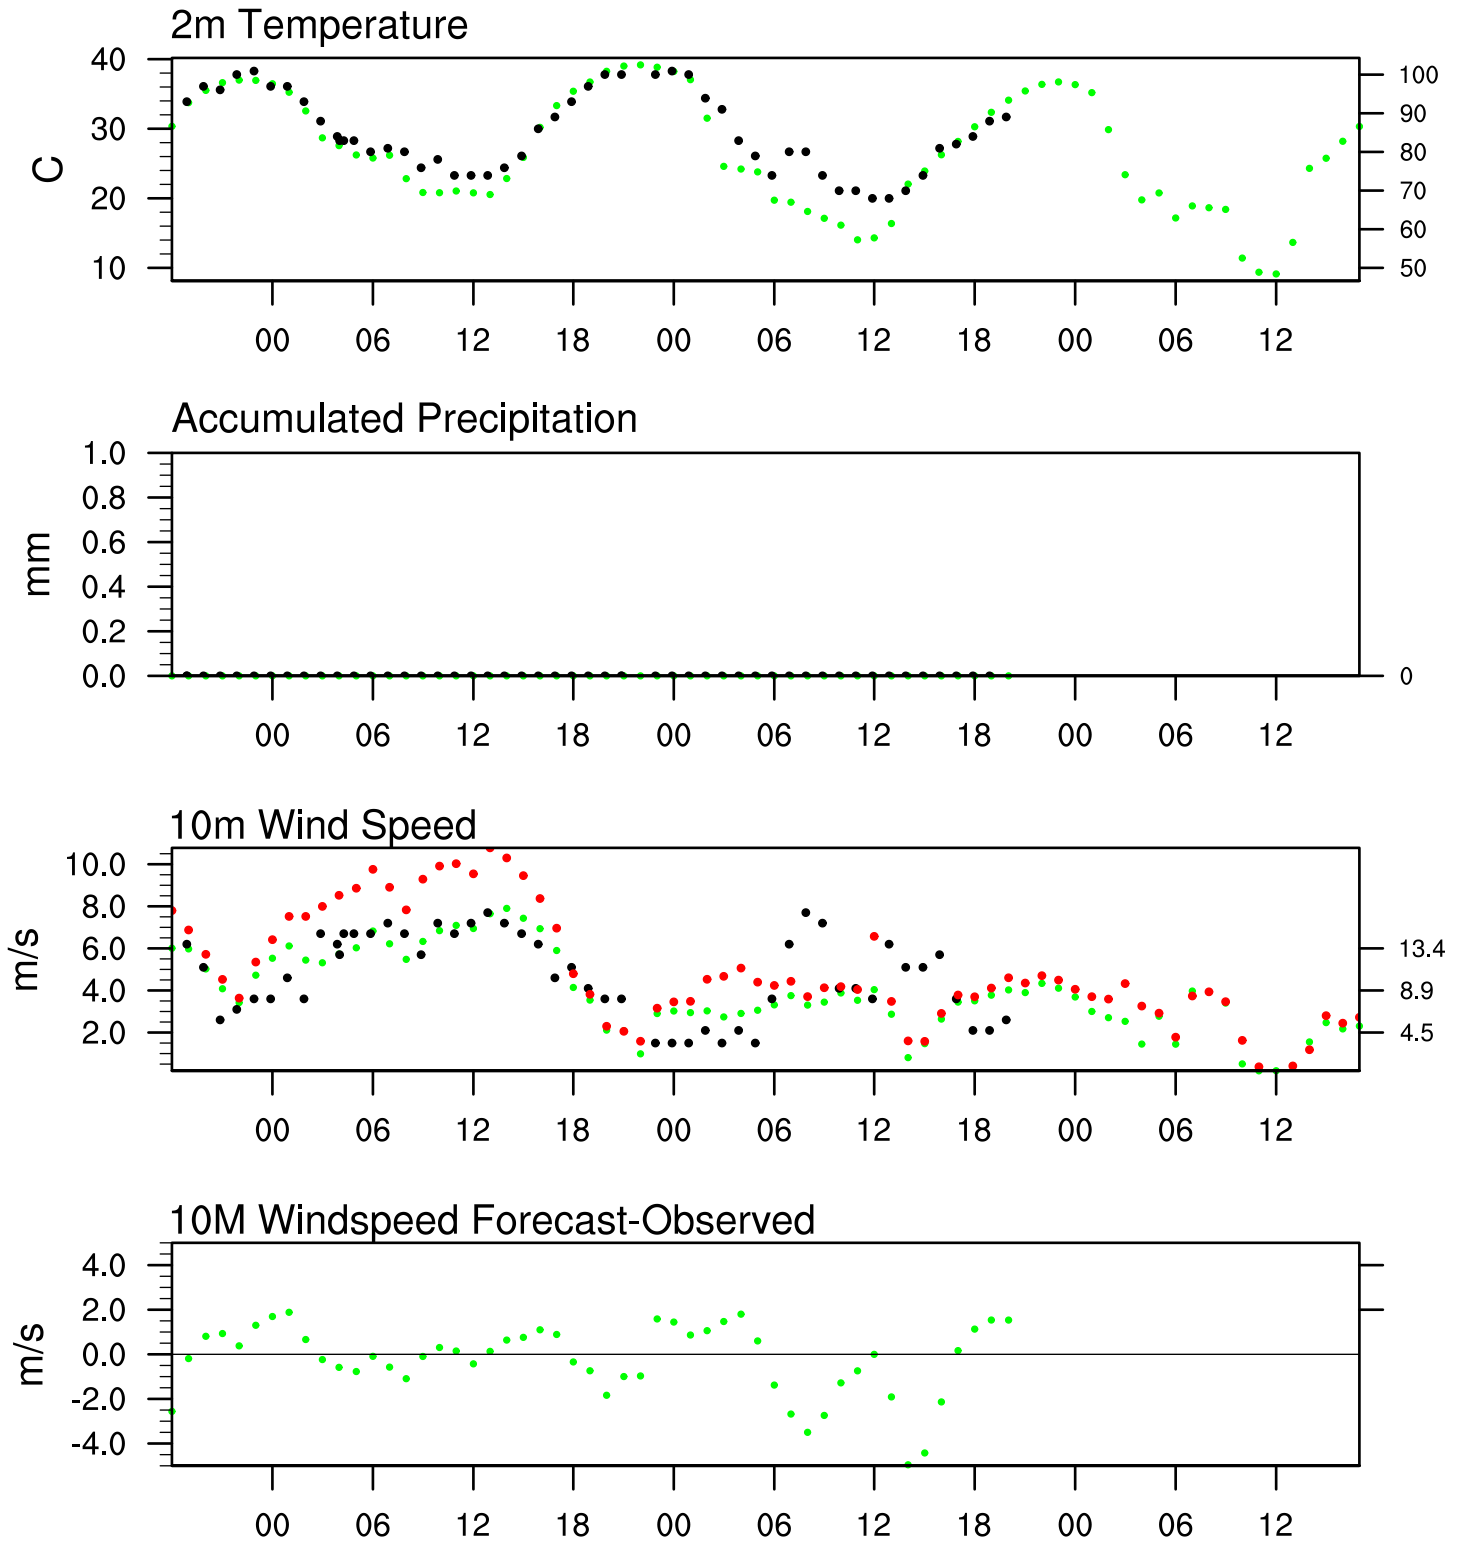 2m Temperature
40
30
20
10
C
100
90
80
70
60
50
00 06 12 18 00 06 12 18 00 06 12
Accumulated Precipitation
1.0
0.8
0.6
0.4
0.2
0.0
mm
0
00 06 12 18 00 06 12 18 00 06 12
10m Wind Speed
10.0
8.0
6.0
4.0
2.0
m/s
13.4
8.9
4.5
00 06 12 18 00 06 12 18 00 06 12
10M Windspeed Forecast-Observed
4.0
2.0
0.0
-2.0
-4.0
m/s
00 06 12 18 00 06 12 18 00 06 12